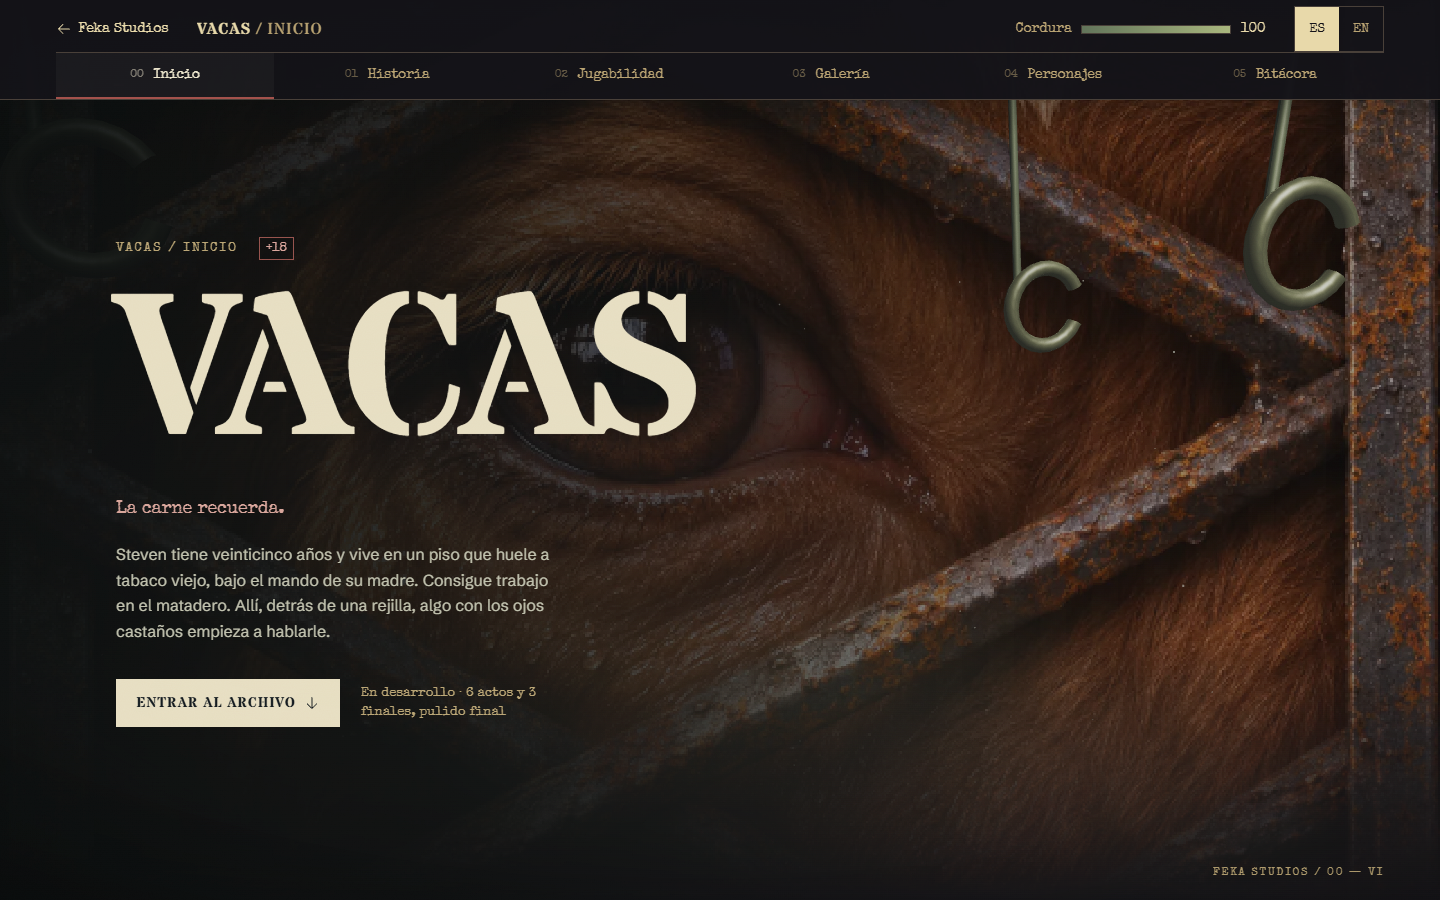 ← Feka Studios
VACAS / INICIO
Cordura
100
ES
EN
00 Inicio
01 Historia
02 Jugabilidad
03 Galería
04 Personajes
05 Bitácora
VACAS / INICIO
+18
VACAS
La carne recuerda.
Steven tiene veinticinco años y vive en un piso que huele a
tabaco viejo, bajo el mando de su madre. Consigue trabajo
en el matadero. Allí, detrás de una rejilla, algo con los ojos
castaños empieza a hablarle.
ENTRAR AL ARCHIVO ↓
En desarrollo · 6 actos y 3
finales, pulido final
FEKA STUDIOS / 00 — VI